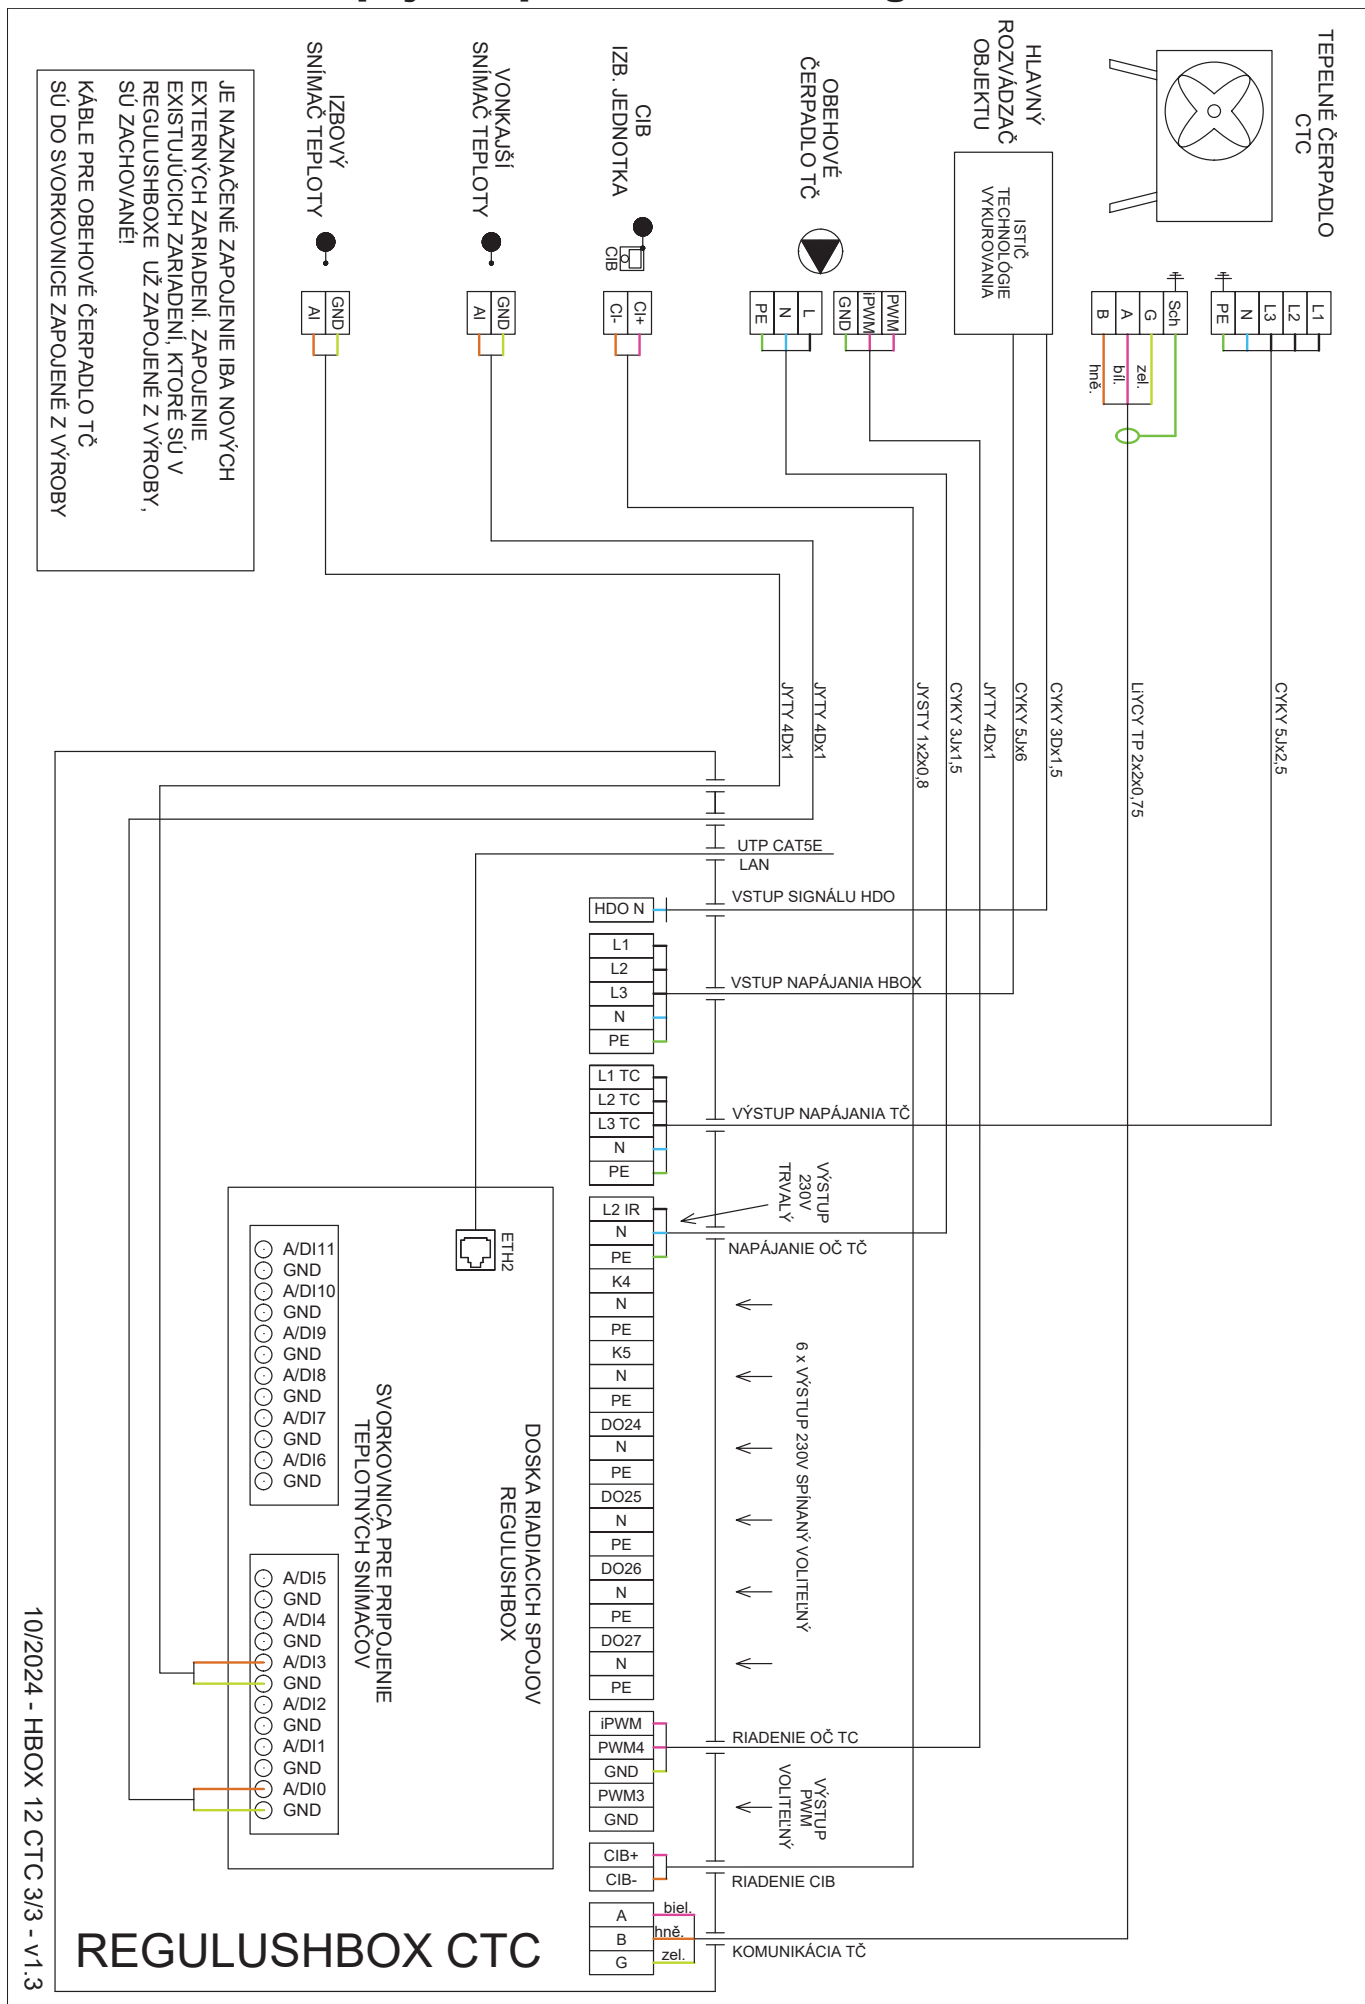 TEPELNÉ ČERPADLO
CTC
L1
L2
L3
N
PE
Sch
G
A
B
zel.
bíl.
hně.
HLAVNÝ
ROZVÁDZAČ
OBJEKTU
ISTIČ
TECHNOLÓGIE
VYKUROVANIA
OBEHOVÉ
ČERPADLO TČ
PWM
iPWM
GND
L
N
PE
CIB
IZB. JEDNOTKA
CIB
CI+
CI-
VONKAJŠÍ
SNÍMAČ TEPLOTY
GND
AI
IZBOVÝ
SNÍMAČ TEPLOTY
GND
AI
JE NAZNAČENÉ ZAPOJENIE IBA NOVÝCH
EXTERNÝCH ZARIADENÍ. ZAPOJENIE
EXISTUJÚCICH ZARIADENÍ, KTORÉ SÚ V
REGULUSHBOXE UŽ ZAPOJENÉ Z VÝROBY,
SÚ ZACHOVANÉ!
KÁBLE PRE OBEHOVÉ ČERPADLO TČ
SÚ DO SVORKOVNICE ZAPOJENÉ Z VÝROBY
CYKY 5Jx2,5
LiYCY TP 2x2x0,75
CYKY 3Dx1,5
CYKY 5Jx6
JYTY 4Dx1
CYKY 3Jx1,5
JYSTY 1x2x0,8
JYTY 4Dx1
JYTY 4Dx1
UTP CAT5E
LAN
HDO N
VSTUP SIGNÁLU HDO
L1
L2
L3
N
PE
VSTUP NAPÁJANIA HBOX
L1 TC
L2 TC
L3 TC
N
PE
VÝSTUP NAPÁJANIA TČ
VÝSTUP
230V
TRVALÝ
L2 IR
N
PE
NAPÁJANIE OČ TČ
K4
N
PE
K5
N
PE
DO24
N
PE
DO25
N
PE
DO26
N
PE
DO27
N
PE
6 x VÝSTUP 230V SPÍNANÝ VOLITEĽNÝ
iPWM
PWM4
GND
PWM3
GND
RIADENIE OČ TC
VÝSTUP
PWM
VOLITEĽNÝ
CIB+
CIB-
RIADENIE CIB
A
B
G
biel.
hně.
zel.
KOMUNIKÁCIA TČ
ETH2
DOSKA RIADIACICH SPOJOV
REGULUSHBOX
SVORKOVNICA PRE PRIPOJENIE
TEPLOTNÝCH SNÍMAČOV
A/DI11
GND
A/DI10
GND
A/DI9
GND
A/DI8
GND
A/DI7
GND
A/DI6
GND
A/DI5
GND
A/DI4
GND
A/DI3
GND
A/DI2
GND
A/DI1
GND
A/DI0
GND
REGULUSHBOX CTC
10/2024 - HBOX 12 CTC 3/3 - v1.3